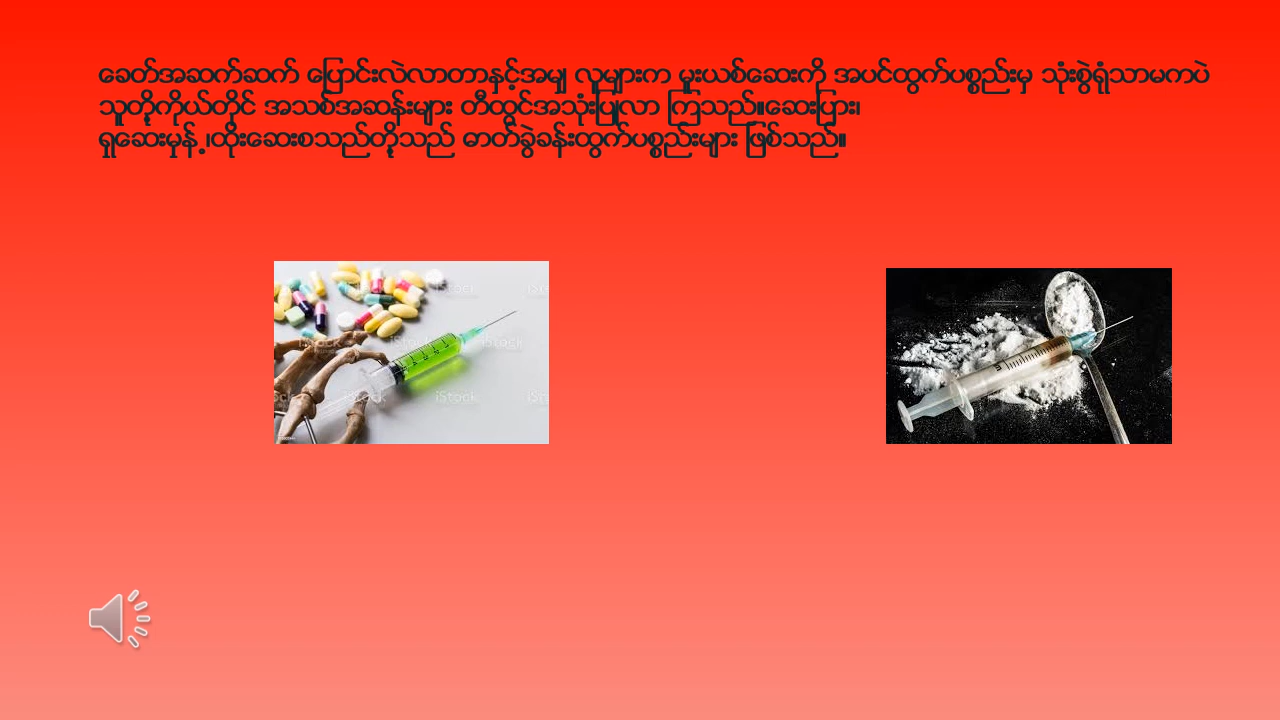 ခေတ်အဆက်ဆက် ပြောင်းလဲလာတာနှင့်အမျှ လူများက မူးယစ်ဆေးကို အပင်ထွက်ပစ္စည်းမှ သုံးစွဲရုံသာမကပဲ
သူတို့ကိုယ်တိုင် အသစ်အဆန်းများ တီထွင်အသုံးပြုလာ ကြသည်။ဆေးပြား၊
ရှုဆေးမှုန့် ၊ထိုးဆေးစသည်တို့သည် ဓာတ်ခွဲခန်းထွက်ပစ္စည်းများ ဖြစ်သည်။
iStock
iStock
iStock
iStock